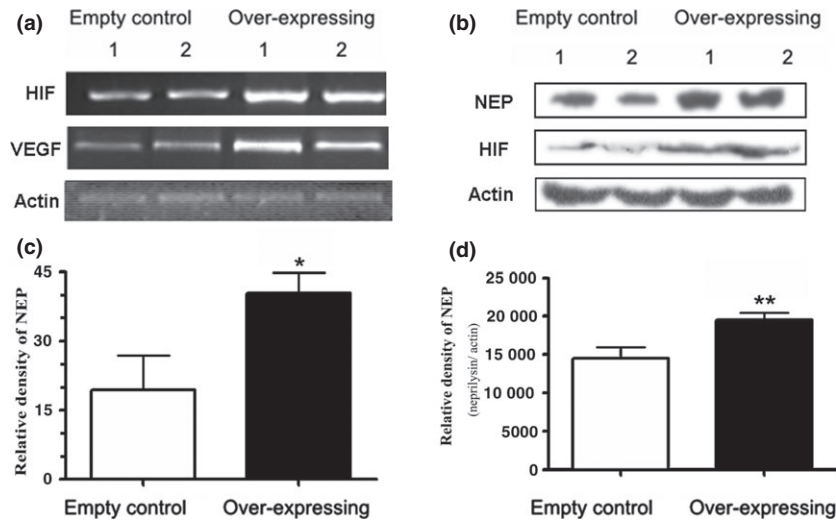 (a) Empty control Over-expressing
1 2 1 2
HIF
VEGF
Actin
(b) Empty control Over-expressing
1 2 1 2
NEP
HIF
Actin
(c)
Relative density of NEP
45
30
15
0
*
Empty control Over-expressing
(d)
Relative density of NEP
(neprilysin/ actin)
25 000
20 000
15 000
10 000
5000
0
**
Empty control Over-expressing